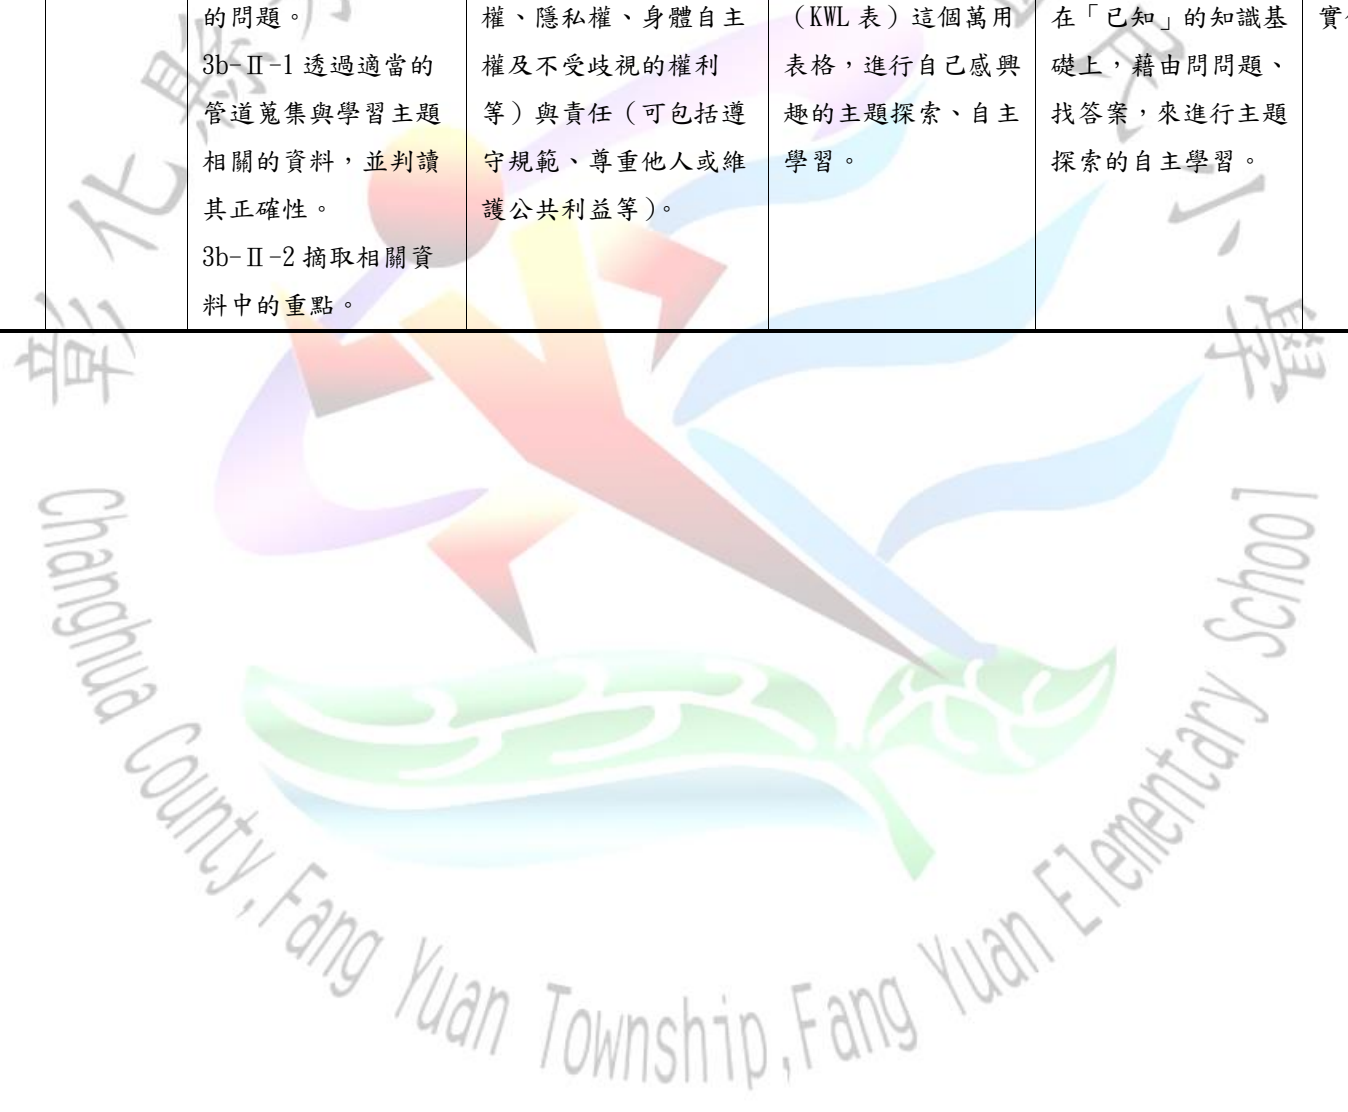 的問題。
3b-Ⅱ-1 透過適當的
管道蒐集與學習主題
相關的資料，並判讀
其正確性。
3b-Ⅱ-2 摘取相關資
料中的重點。
權、隱私權、身體自主
權及不受歧視的權利
等）與責任（可包括遵
守規範、尊重他人或維
護公共利益等）。
（KWL 表）這個萬用
表格，進行自己感興
趣的主題探索、自主
學習。
在「已知」的知識基
礎上，藉由問問題、
找答案，來進行主題
探索的自主學習。
實
彰化縣
小學
Changhua County, Fang Yuan Township, Fang Yuan Elementary School